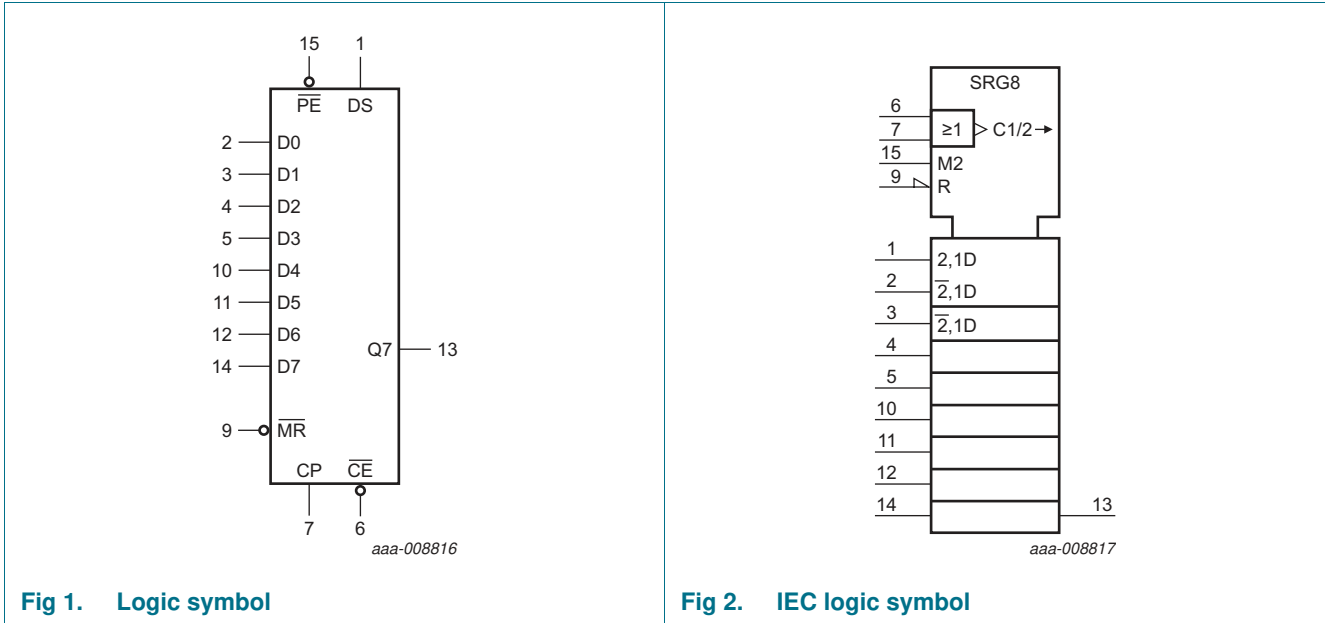 15 1
P̅E̅ DS
2 D0
3 D1
4 D2
5 D3
10 D4
11 D5
12 D6
Q7 13
14 D7
9 M̅R̅
CP C̅E̅
7 6
aaa-008816
Fig 1. Logic symbol
SRG8
6
7 ≥1 C1/2
15 M2
9 R
1 2,1D
2 2̅,1D
3 2̅,1D
4
5
10
11
12
14 13
aaa-008817
Fig 2. IEC logic symbol